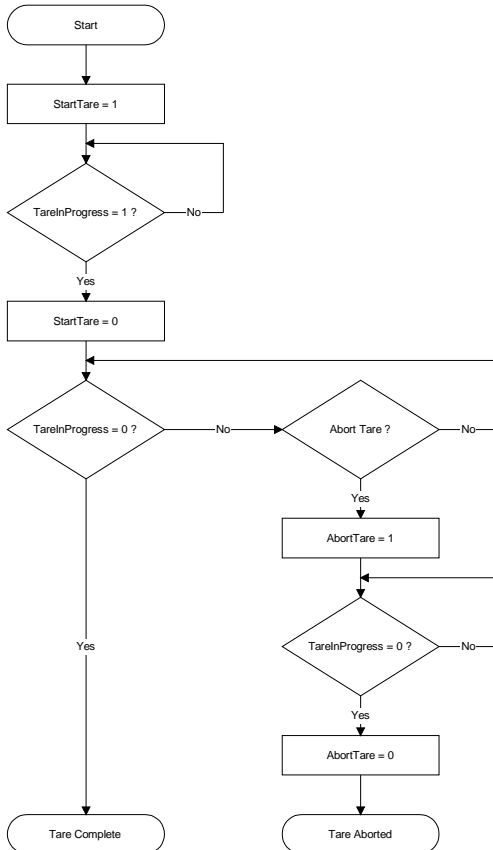 Start
StartTare = 1
TareInProgress = 1 ?
No
Yes
StartTare = 0
TareInProgress = 0 ?
No
Abort Tare ?
No
Yes
AbortTare = 1
TareInProgress = 0 ?
No
Yes
Yes
AbortTare = 0
Tare Complete
Tare Aborted